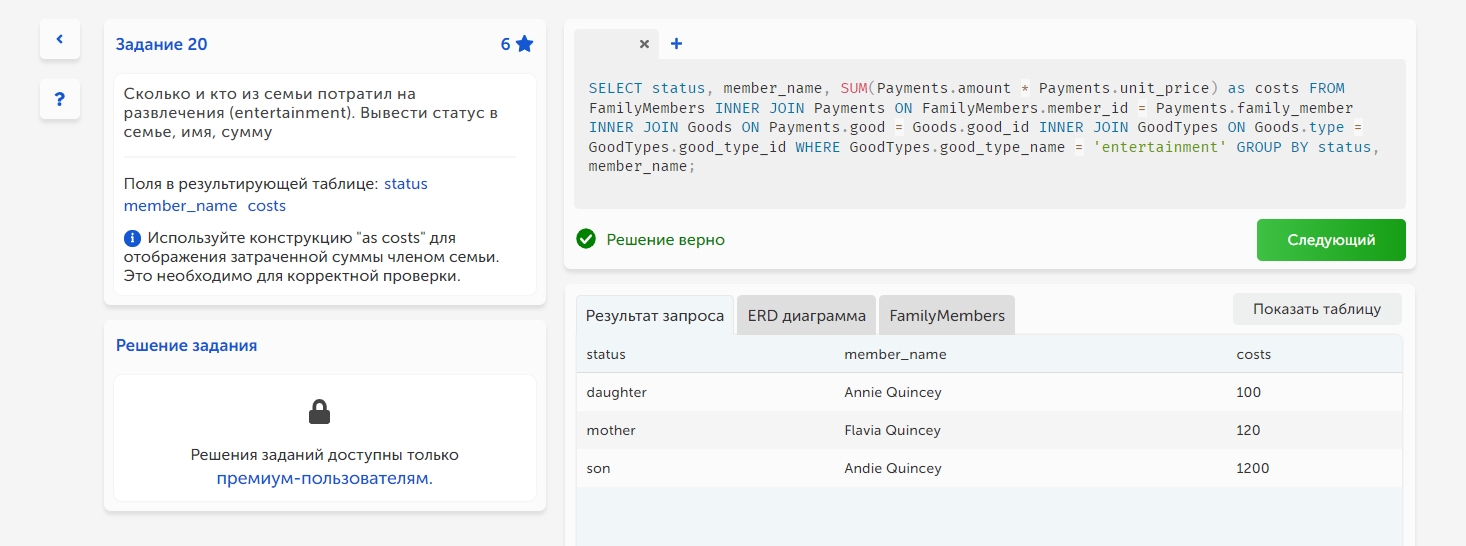 Задание 20
6
?
Сколько и кто из семьи потратил на
развлечения (entertainment). Вывести статус в
семье, имя, сумму
Поля в результирующей таблице: status
member_name costs
Используйте конструкцию "as costs" для
отображения затраченной суммы членом семьи.
Это необходимо для корректной проверки.
Решение задания
Решения заданий доступны только
премиум-пользователям.
SELECT status, member_name, SUM(Payments.amount * Payments.unit_price) as costs FROM
FamilyMembers INNER JOIN Payments ON FamilyMembers.member_id = Payments.family_member
INNER JOIN Goods ON Payments.good = Goods.good_id INNER JOIN GoodTypes ON Goods.type =
GoodTypes.good_type_id WHERE GoodTypes.good_type_name = 'entertainment' GROUP BY status,
member_name;
Решение верно
Следующий
Результат запроса ERD диаграмма FamilyMembers
Показать таблицу
status member_name costs
daughter Annie Quincey 100
mother Flavia Quincey 120
son Andie Quincey 1200